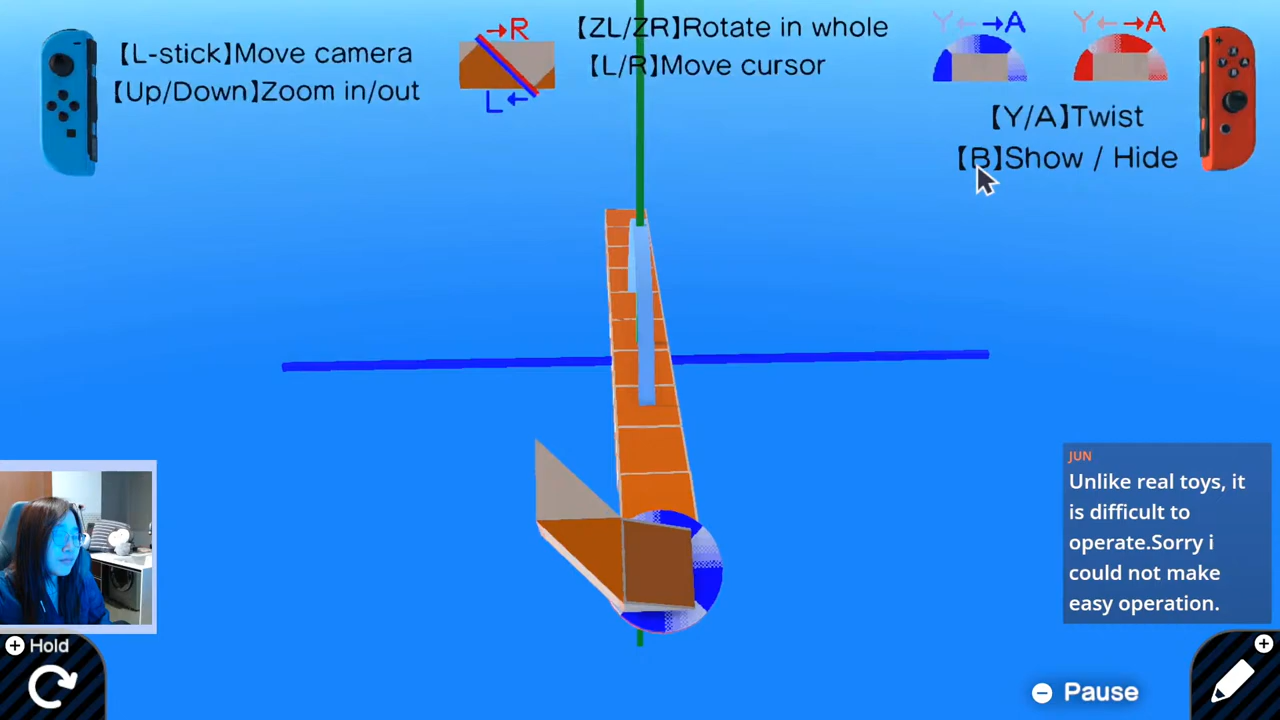 【L-stick】Move camera
【Up/Down】Zoom in/out
→R
L←
【ZL/ZR】Rotate in whole
【L/R】Move cursor
Y←→A
Y←→A
【Y/A】Twist
【B】Show / Hide
JUN
Unlike real toys, it
is difficult to
operate.Sorry i
could not make
easy operation.
+ Hold
− Pause
+